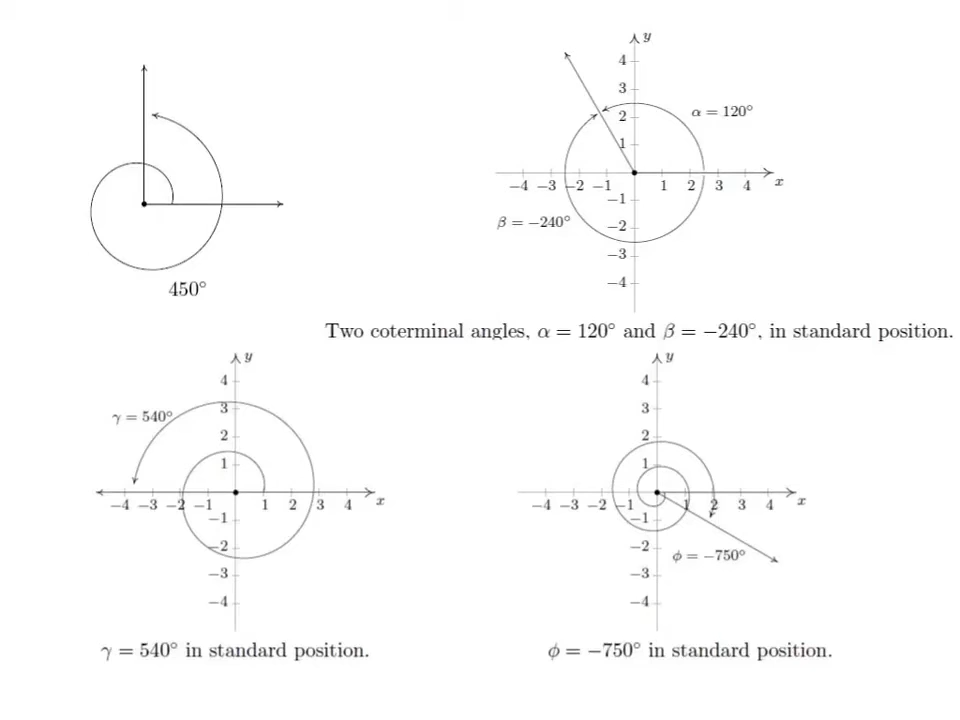 450°
y
4
3
2
1
α = 120°
−4 −3 −2 −1 1 2 3 4 x
−1
β = −240°
−2
−3
−4
Two coterminal angles, α = 120° and β = −240°, in standard position.
y
4
3
γ = 540°
2
1
−4 −3 −2 −1 1 2 3 4 x
−1
−2
−3
−4
γ = 540° in standard position.
y
4
3
2
1
−4 −3 −2 −1 1 2 3 4 x
−1
−2
φ = −750°
−3
−4
φ = −750° in standard position.